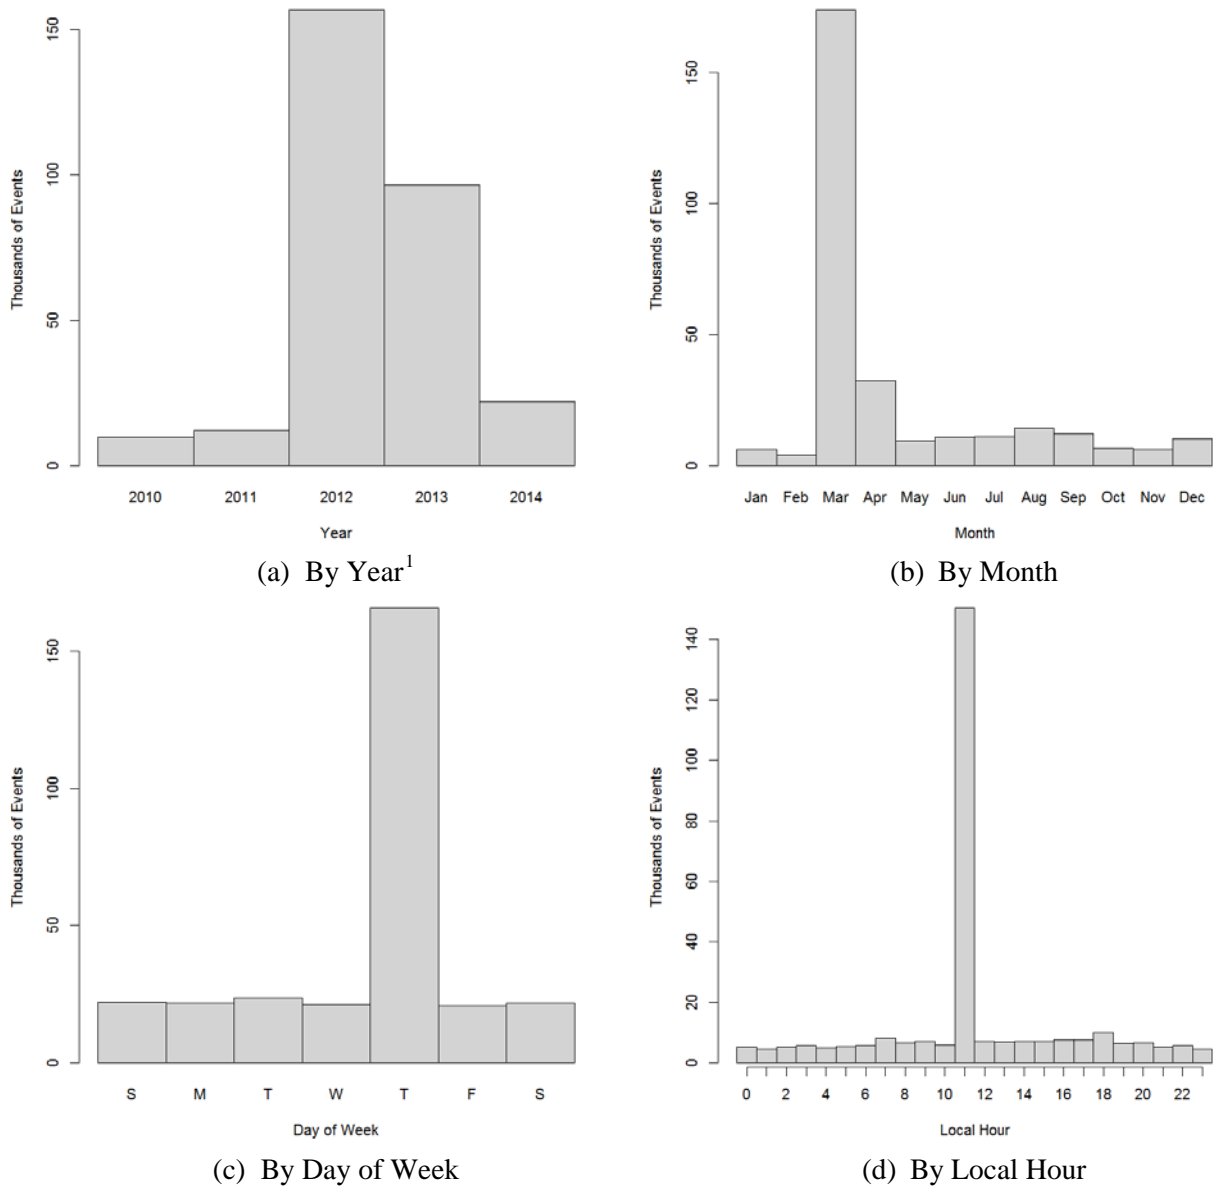 150
100
50
0
Thousands of Events
2010 2011 2012 2013 2014
Year
(a) By Year1
150
100
50
0
Thousands of Events
Jan Feb Mar Apr May Jun Jul Aug Sep Oct Nov Dec
Month
(b) By Month
150
100
50
0
Thousands of Events
S M T W T F S
Day of Week
(c) By Day of Week
140
120
100
80
60
40
20
0
Thousands of Events
0 2 4 6 8 10 12 14 16 18 20 22
Local Hour
(d) By Local Hour